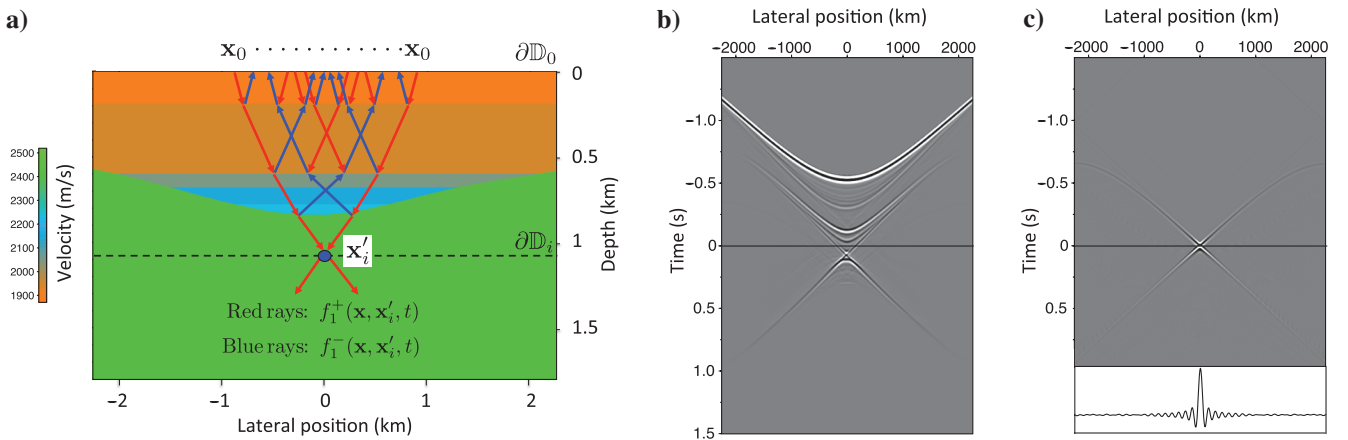 a)
x₀ · · · · · · · · · · · · x₀
∂𝔻₀
0
0.5
1
1.5
Depth (km)
2500
2400
2300
2200
2100
2000
1900
Velocity (m/s)
∂𝔻ᵢ
x′ᵢ
Red rays: f₁⁺(x, x′ᵢ, t)
Blue rays: f₁⁻(x, x′ᵢ, t)
−2 −1 0 1 2
Lateral position (km)
b)
Lateral position (km)
−2000 −1000 0 1000 2000
Time (s)
−1.0
−0.5
0
0.5
1.0
1.5
c)
Lateral position (km)
−2000 −1000 0 1000 2000
Time (s)
−1.0
−0.5
0
0.5